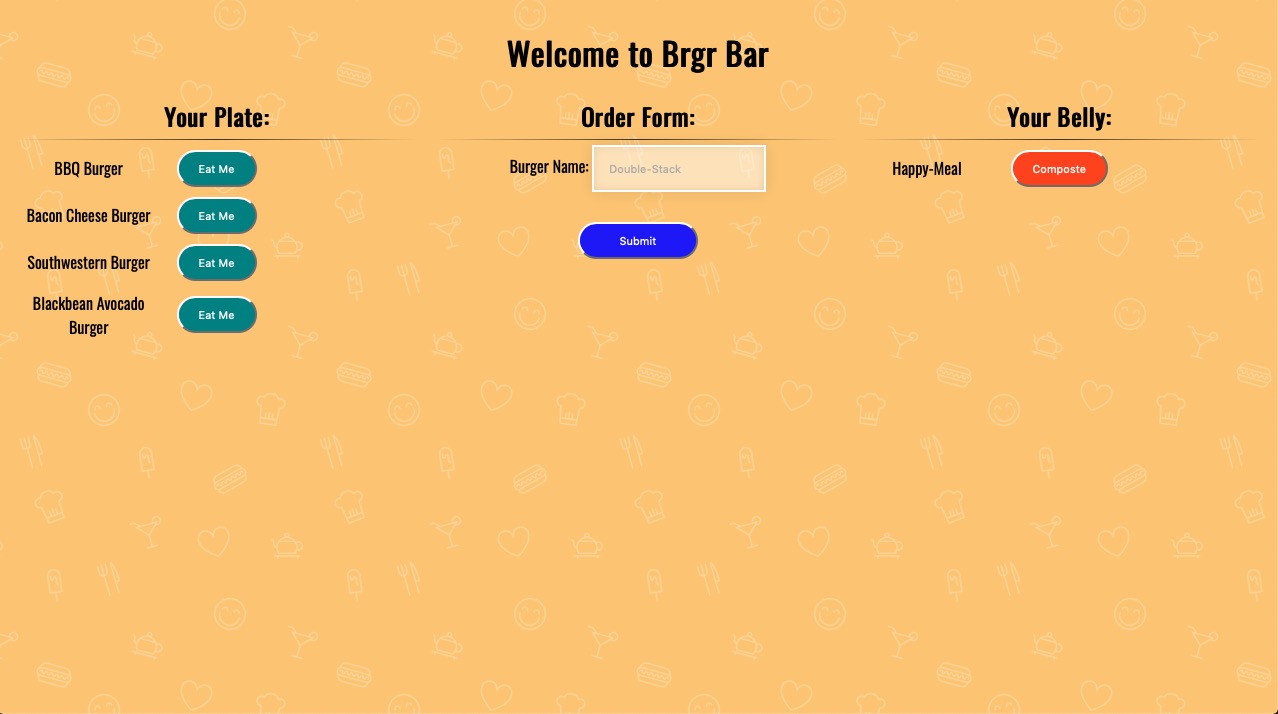 Welcome to Brgr Bar
Your Plate:
BBQ Burger
Eat Me
Bacon Cheese Burger
Eat Me
Southwestern Burger
Eat Me
Blackbean Avocado
Burger
Eat Me
Order Form:
Burger Name:
Double-Stack
Submit
Your Belly:
Happy-Meal
Composte